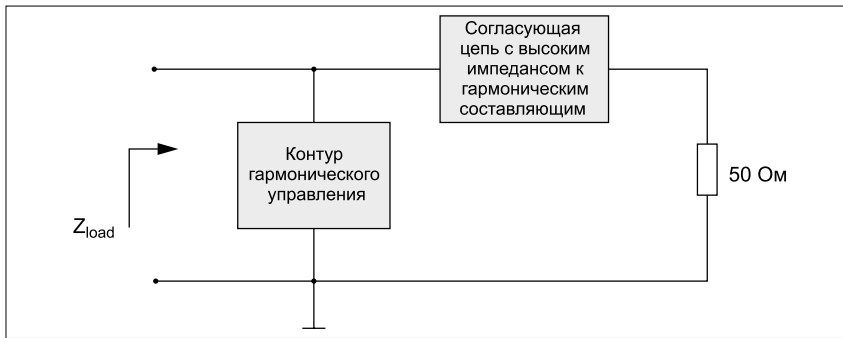 Согласующая
цепь с высоким
импедансом к
гармоническим
составляющим
Контур
гармонического
управления
50 Ом
Zload